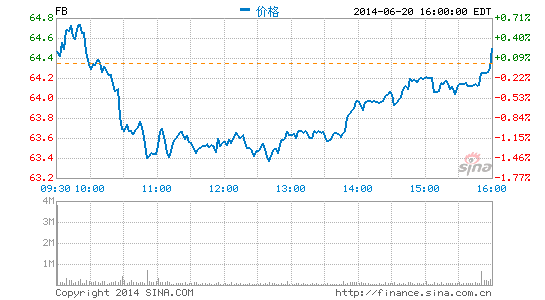 FB 价格 2014-06-20 16:00:00 EDT
64.8 0.71%
64.6 0.40%
64.4 0.09%
64.2 0.22%
64.0 0.53%
63.8 0.84%
63.6 1.15%
63.4 1.46%
63.2 1.77%
sina
09:30 10:00 11:00 12:00 13:00 14:00 15:00 16:00
4M
3M
2M
1M
Copyright 2014 SINA.COM http://finance.sina.com.cn